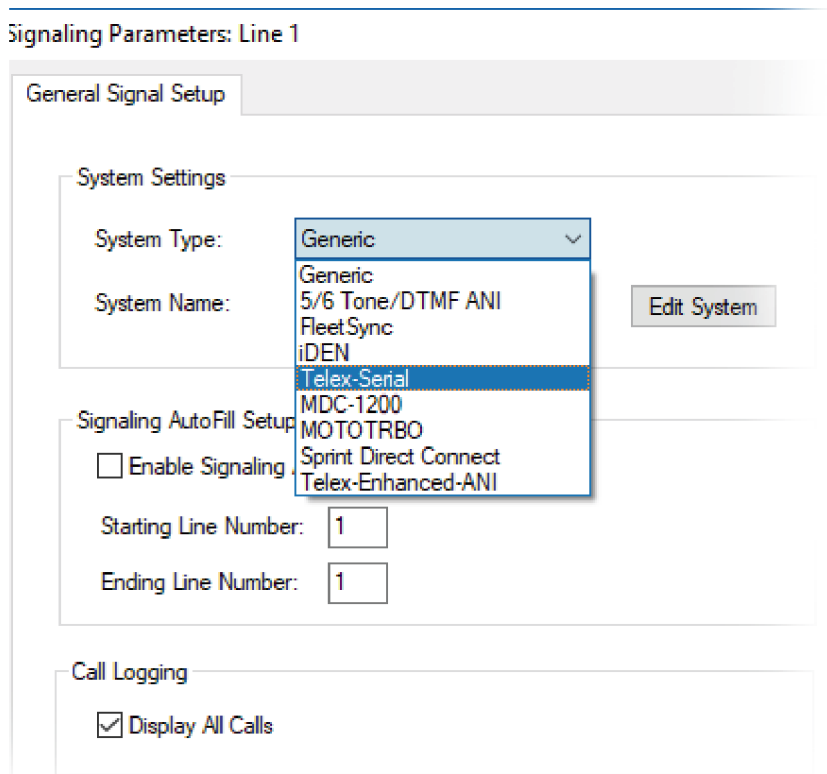 Signaling Parameters: Line 1
General Signal Setup
System Settings
System Type: Generic
Generic
System Name: 5/6 Tone/DTMF ANI Edit System
FleetSync
iDEN
Telex-Serial
MDC-1200
Signaling AutoFill Setup MOTOTRBO
Enable Signaling Sprint Direct Connect
Telex-Enhanced-ANI
Starting Line Number: 1
Ending Line Number: 1
Call Logging
Display All Calls